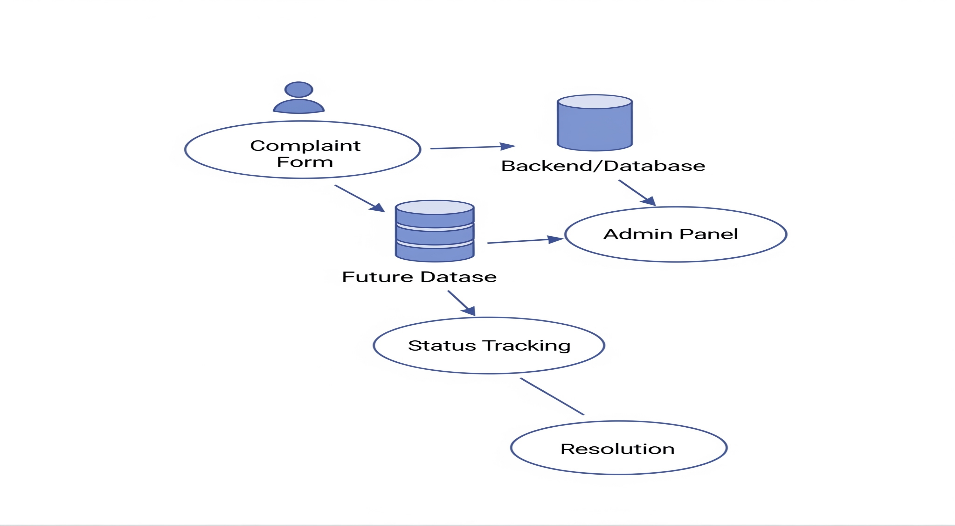 Complaint
Form
Backend/Database
Admin Panel
Future Datase
Status Tracking
Resolution